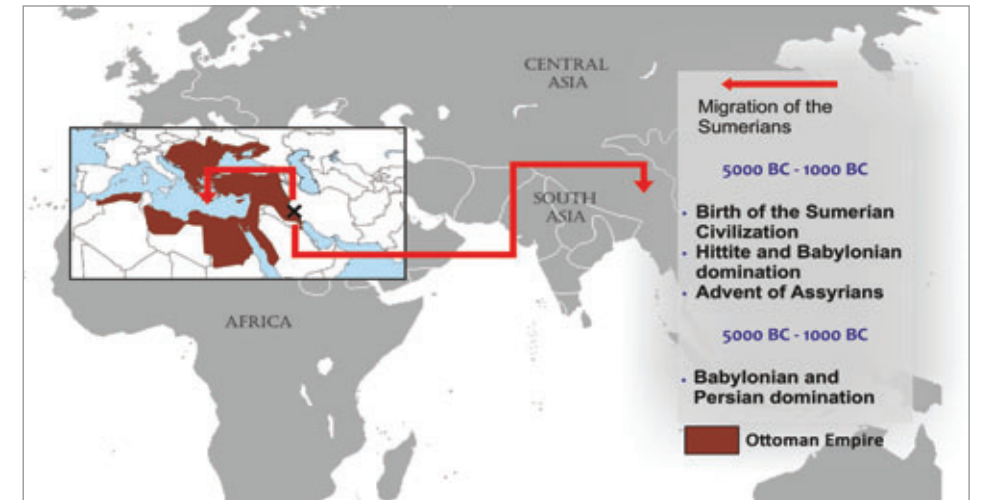 CENTRAL
ASIA
Migration of the
Sumerians
5000 BC - 1000 BC
SOUTH
ASIA
• Birth of the Sumerian
Civilization
• Hittite and Babylonian
domination
• Advent of Assyrians
AFRICA
5000 BC - 1000 BC
• Babylonian and
Persian domination
Ottoman Empire